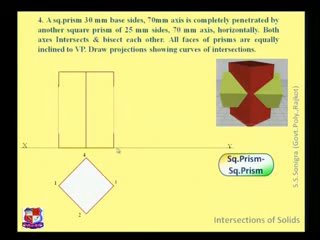 4. A sq.prism 30 mm base sides, 70mm axis is completely penetrated by
another square prism of 25 mm sides, 70 mm axis, horizontally. Both
axes Intersects & bisect each other. All faces of prisms are equally
inclined to VP. Draw projections showing curves of intersections.
X
Y
4
1
3
2
Sq.Prism-
Sq.Prism
S.S.Sonigra (Govt.Poly.,Rajkot)
Intersections of Solids